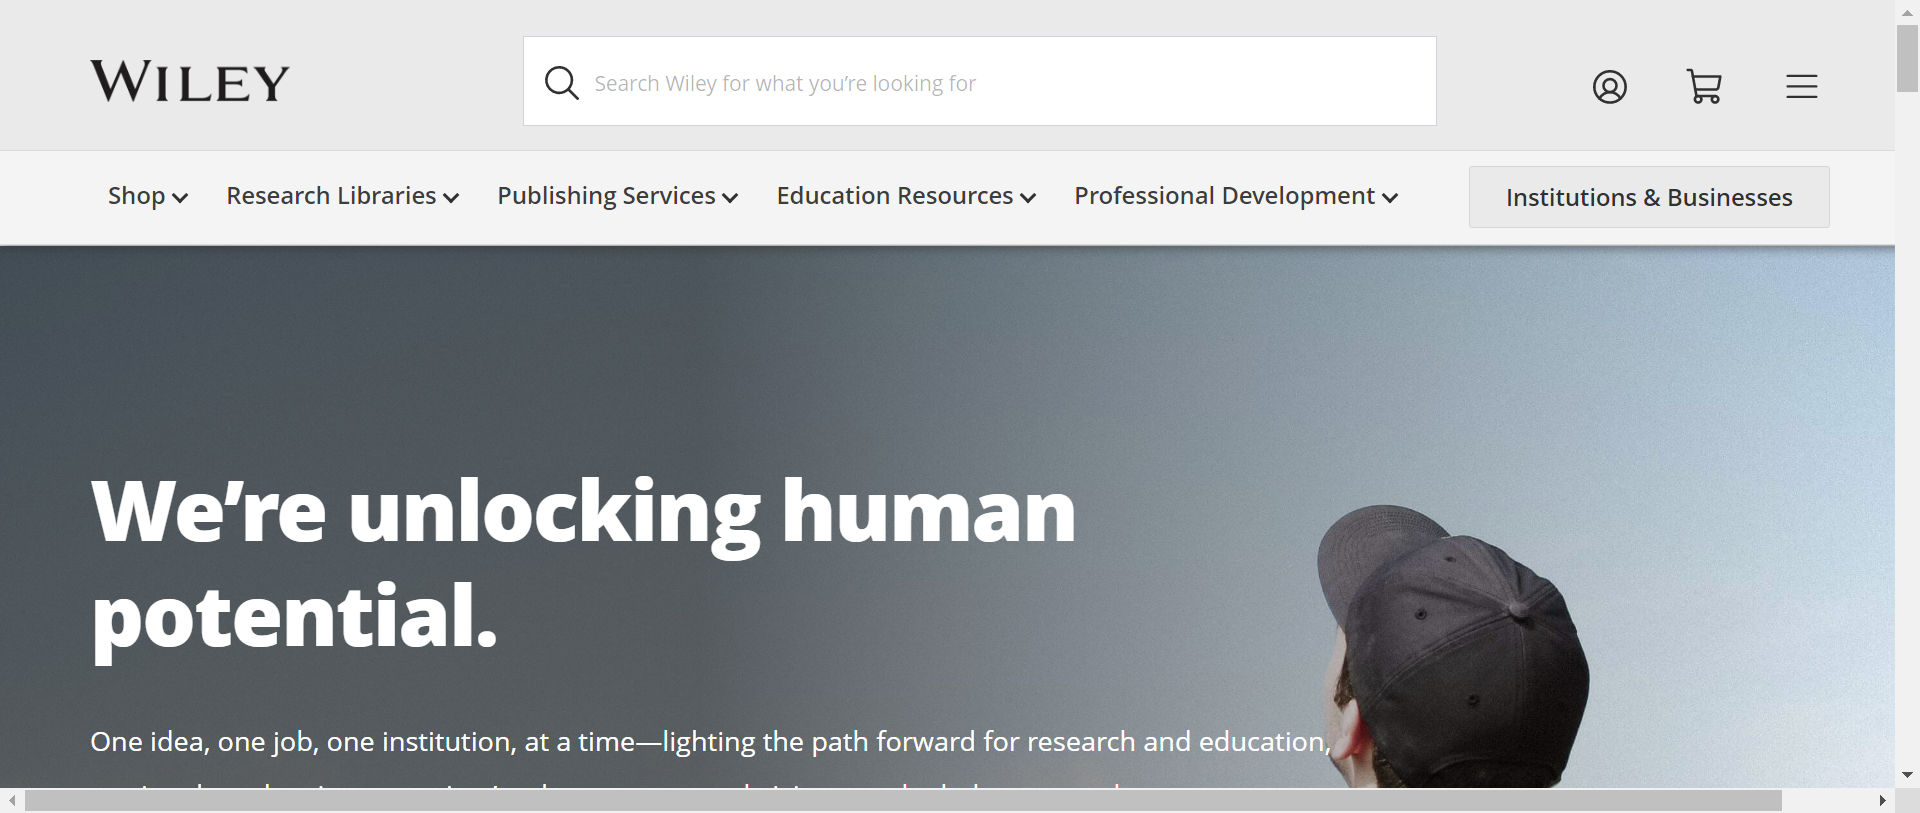 WILEY
Search Wiley for what you’re looking for
Shop
Research Libraries
Publishing Services
Education Resources
Professional Development
Institutions & Businesses
We’re unlocking human
potential.
One idea, one job, one institution, at a time—lighting the path forward for research and education,